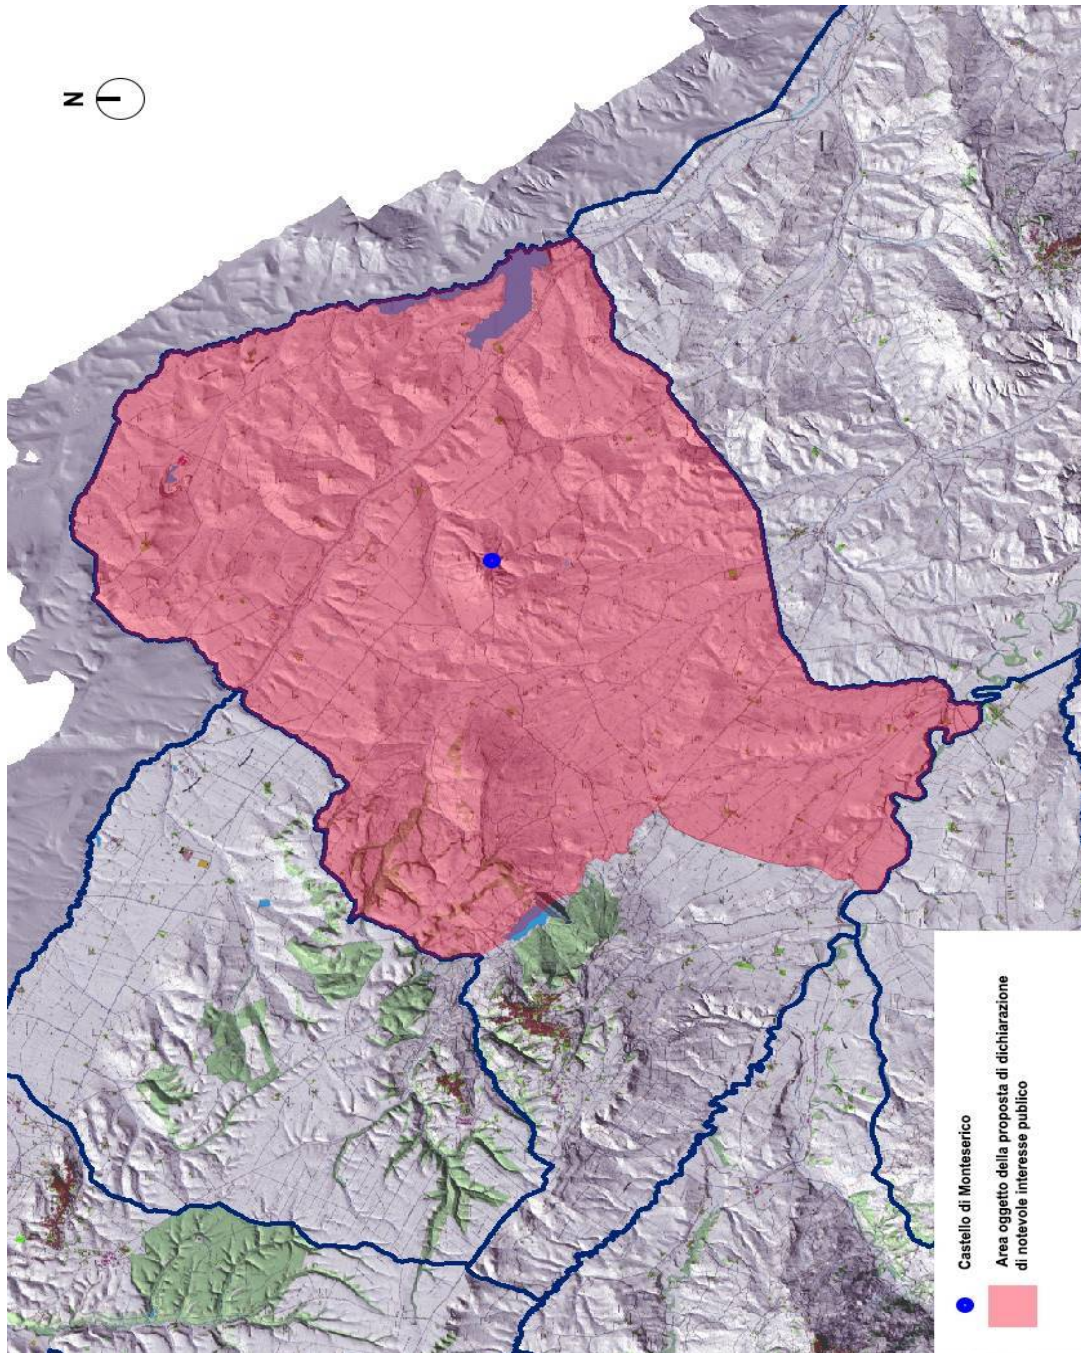 N
Castello di Monteserico
Area oggetto della proposta di dichiarazione
di notevole interesse publico